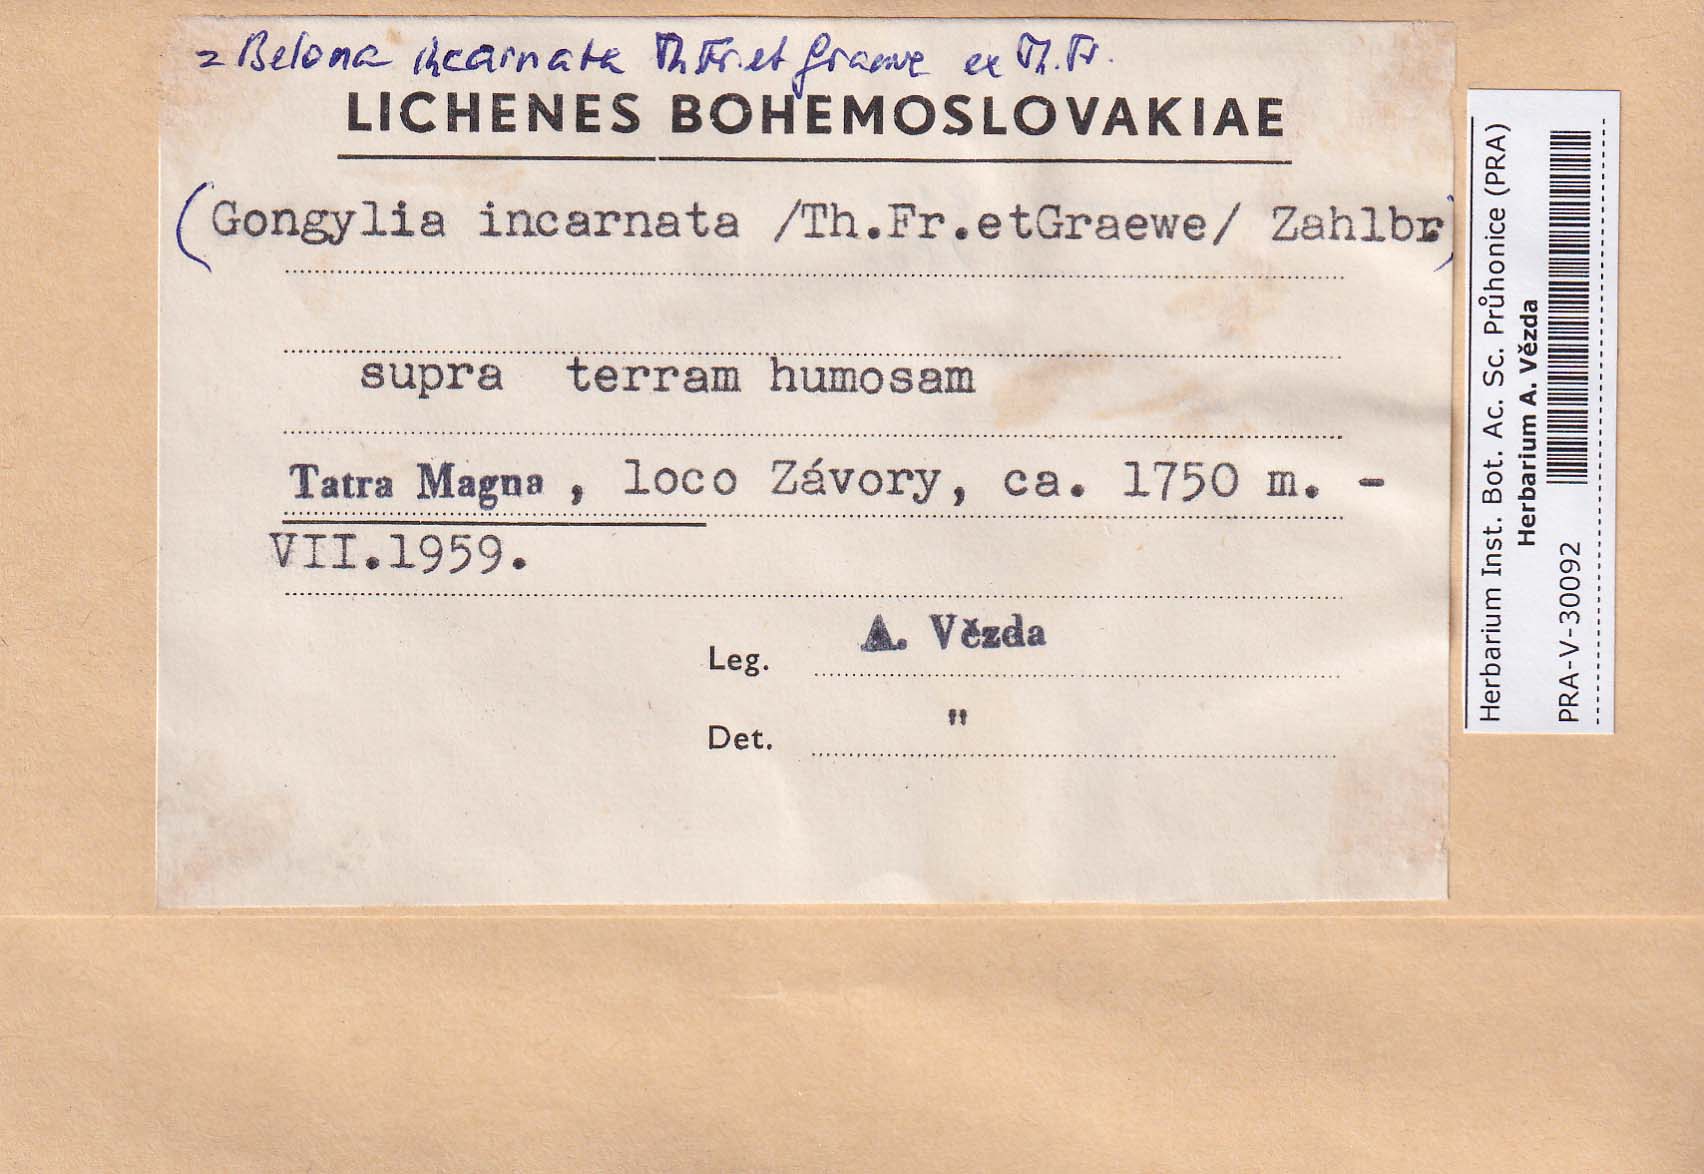 = Belona incarnata Th Fr. et Graewe ex Th. Fr.
LICHENES BOHEMOSLOVAKIAE
(Gongylia incarnata /Th.Fr.etGraewe/ Zahlbr.)
supra terram humosam
Tatra Magna, loco Závory, ca. 1750 m. -
VII.1959.
Leg. A. Vězda
Det. "
Herbarium Inst. Bot. Ac. Sc. Průhonice (PRA)
Herbarium A. Vězda
PRA-V-30092